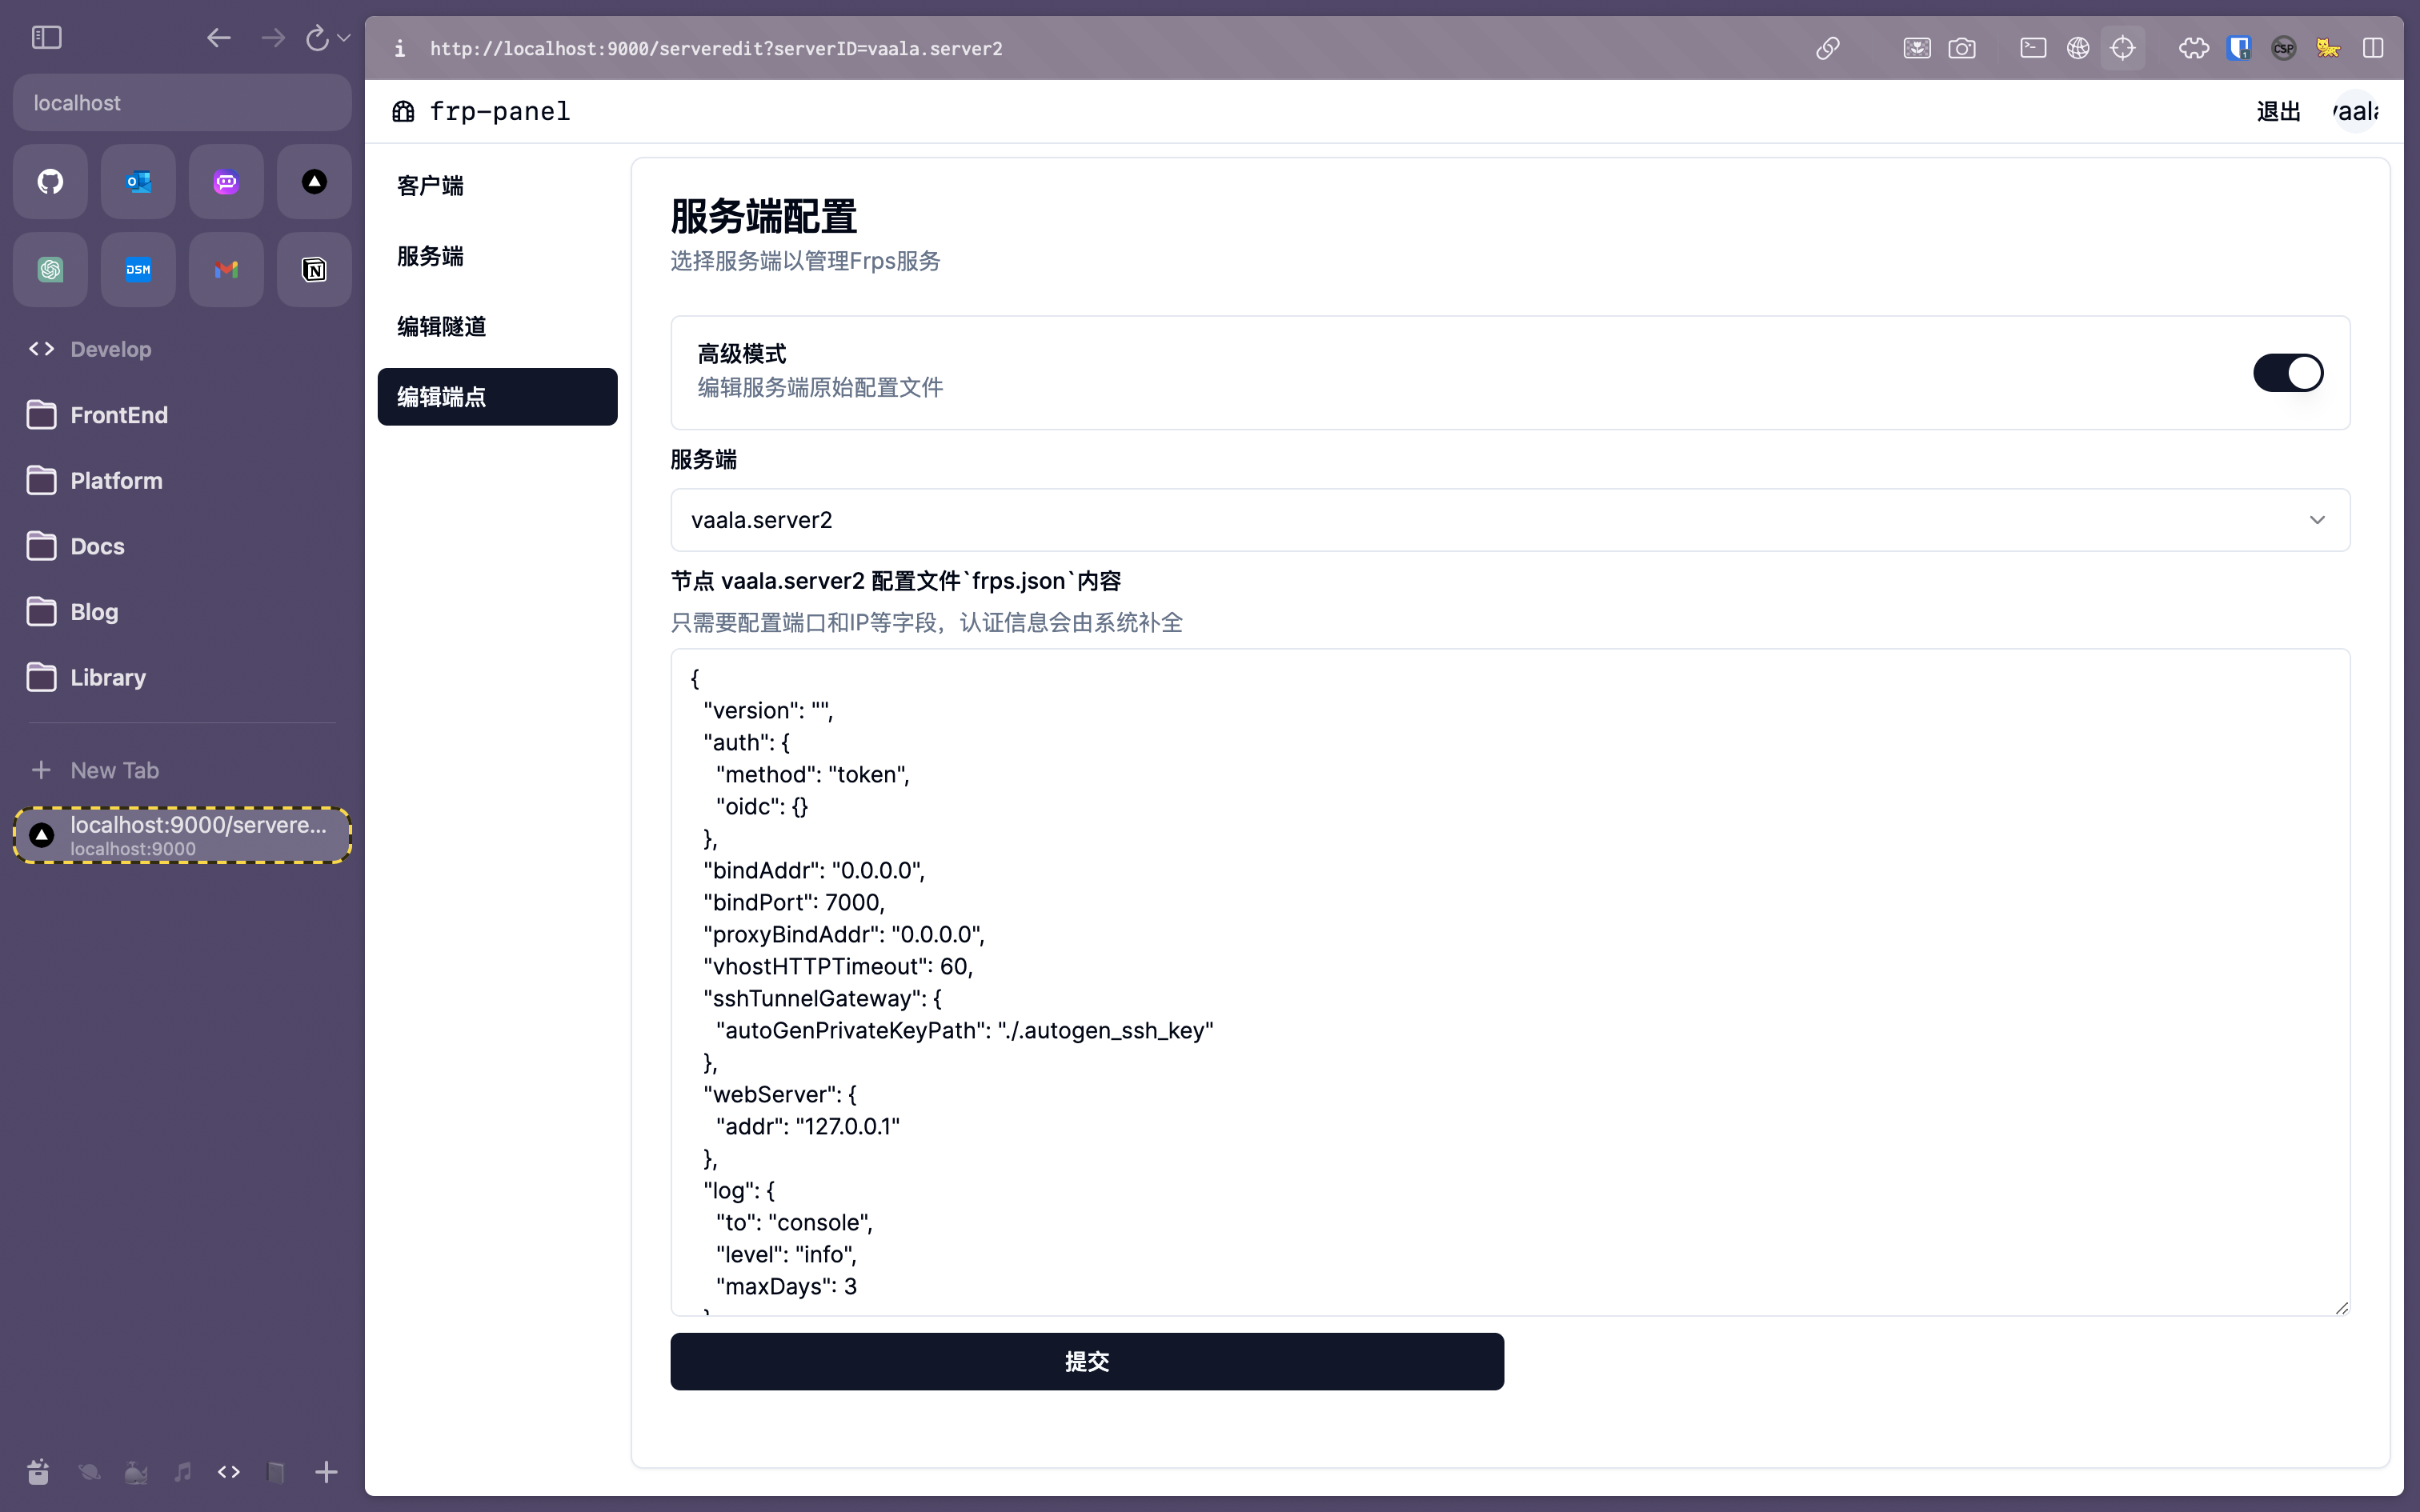 http://localhost:9000/serveredit?serverID=vaala.server2
localhost
DSM
Develop
FrontEnd
Platform
Docs
Blog
Library
New Tab
localhost:9000/servere...
localhost:9000
CSP
1
frp-panel
退出
vaala
客户端
服务端
编辑隧道
编辑端点
服务端配置
选择服务端以管理Frps服务
高级模式
编辑服务端原始配置文件
服务端
vaala.server2
节点 vaala.server2 配置文件`frps.json`内容
只需要配置端口和IP等字段，认证信息会由系统补全
{
"version": "",
"auth": {
"method": "token",
"oidc": {}
},
"bindAddr": "0.0.0.0",
"bindPort": 7000,
"proxyBindAddr": "0.0.0.0",
"vhostHTTPTimeout": 60,
"sshTunnelGateway": {
"autoGenPrivateKeyPath": "./.autogen_ssh_key"
},
"webServer": {
"addr": "127.0.0.1"
},
"log": {
"to": "console",
"level": "info",
"maxDays": 3
提交